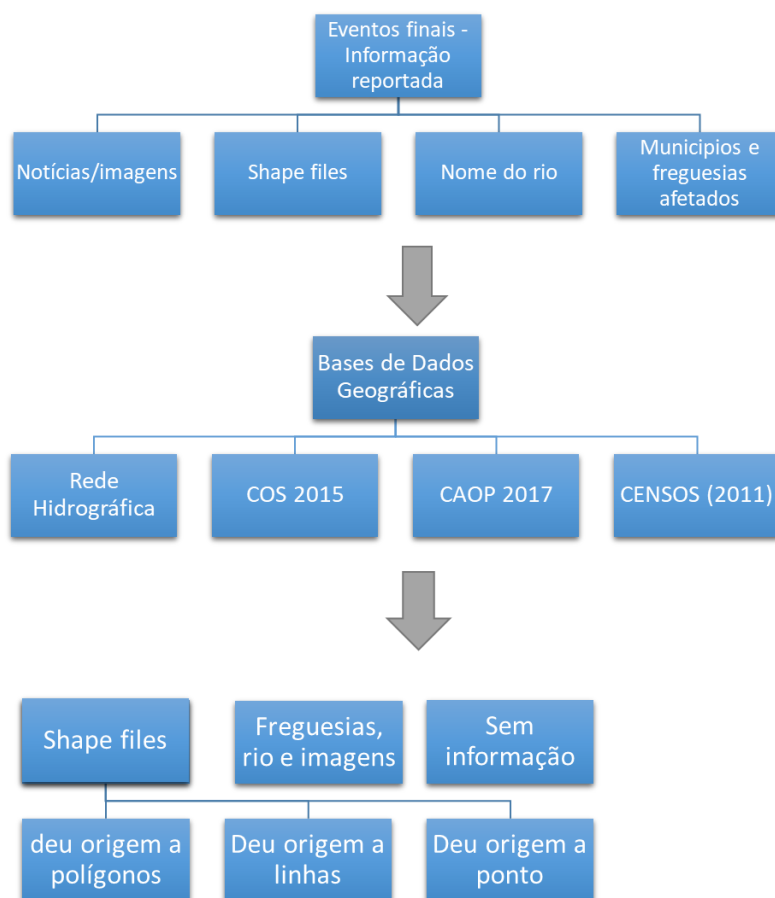 Eventos finais -
Informação
reportada
Notícias/imagens
Shape files
Nome do rio
Municipios e
freguesias
afetados
Bases de Dados
Geográficas
Rede
Hidrográfica
COS 2015
CAOP 2017
CENSOS (2011)
Shape files
Freguesias,
rio e imagens
Sem
informação
deu origem a
polígonos
Deu origem a
linhas
Deu origem a
ponto